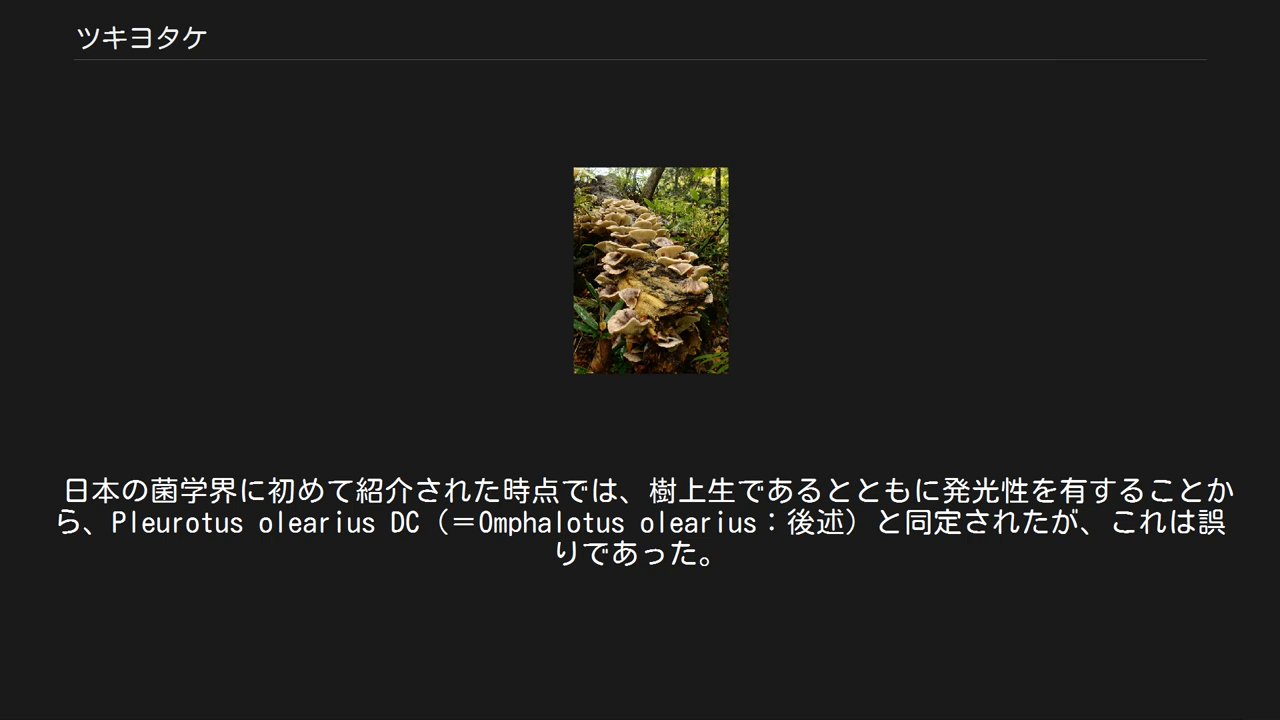 ツキヨタケ
日本の菌学界に初めて紹介された時点では、樹上生であるとともに発光性を有することか
ら、Pleurotus olearius DC（＝Omphalotus olearius：後述）と同定されたが、これは誤
りであった。